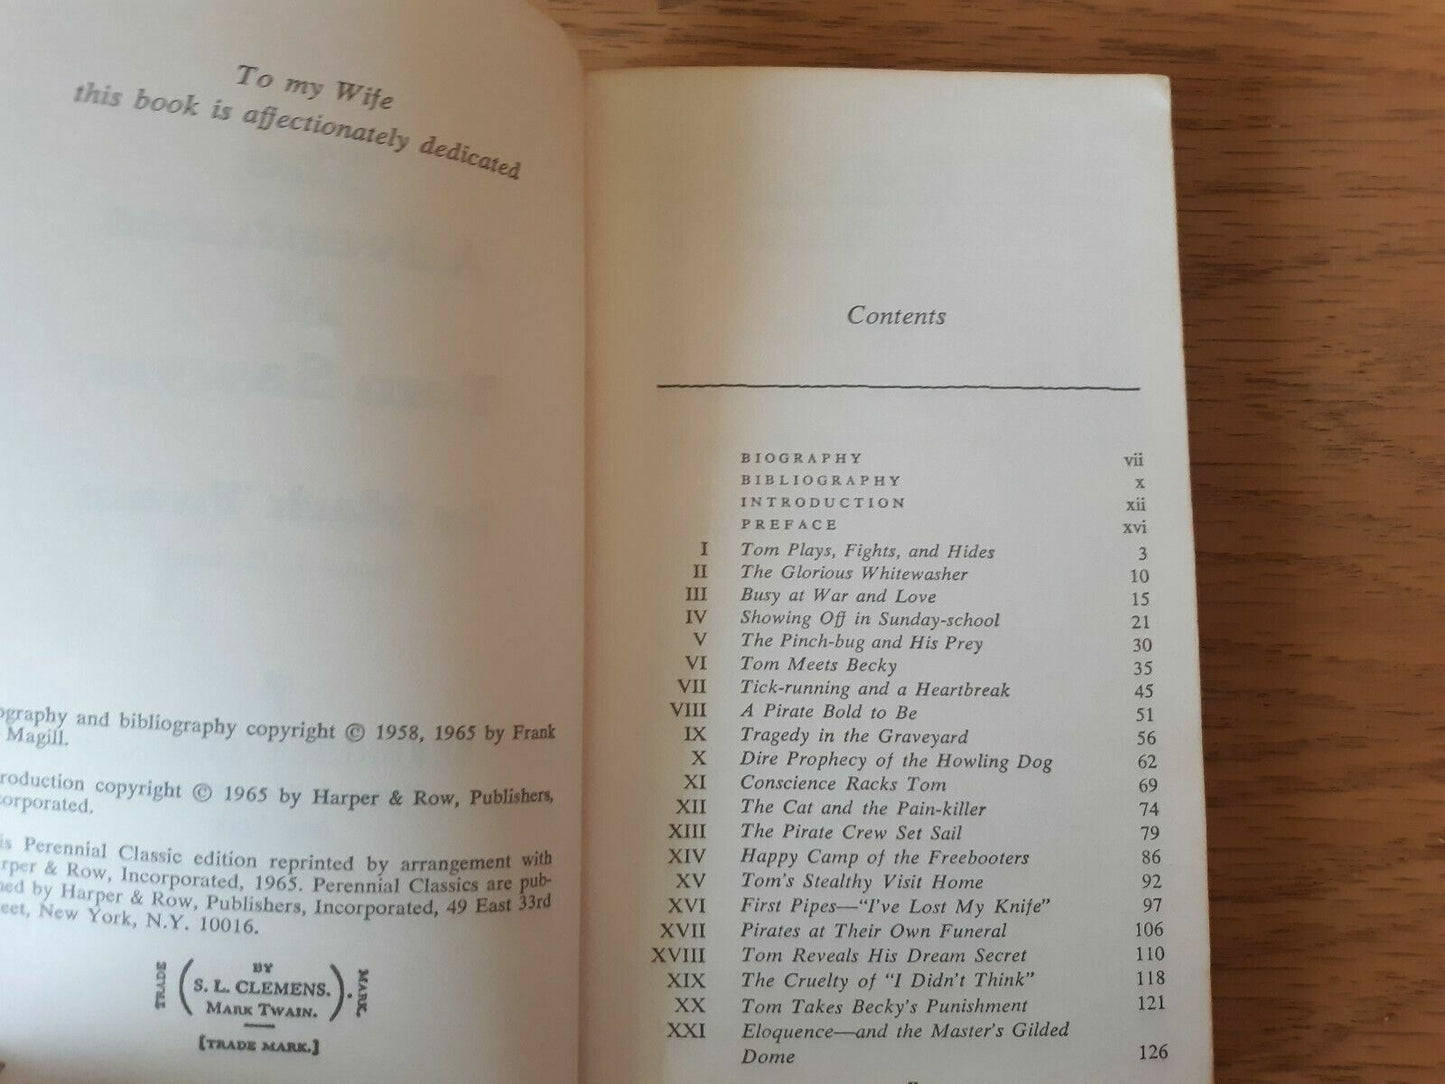 To my Wife
this book is affectionately dedicated
ography and bibliography copyright © 1958, 1965 by Frank
Magill.
roduction copyright © 1965 by Harper & Row, Publishers,
corporated.
is Perennial Classic edition reprinted by arrangement with
rper & Row, Incorporated, 1965. Perennial Classics are pub-
hed by Harper & Row, Publishers, Incorporated, 49 East 33rd
eet, New York, N.Y. 10016.
TRADE (BY S. L. CLEMENS. MARK TWAIN.). MARK.
[TRADE MARK.]
Contents
BIOGRAPHY vii
BIBLIOGRAPHY x
INTRODUCTION xii
PREFACE xvi
I Tom Plays, Fights, and Hides 3
II The Glorious Whitewasher 10
III Busy at War and Love 15
IV Showing Off in Sunday-school 21
V The Pinch-bug and His Prey 30
VI Tom Meets Becky 35
VII Tick-running and a Heartbreak 45
VIII A Pirate Bold to Be 51
IX Tragedy in the Graveyard 56
X Dire Prophecy of the Howling Dog 62
XI Conscience Racks Tom 69
XII The Cat and the Pain-killer 74
XIII The Pirate Crew Set Sail 79
XIV Happy Camp of the Freebooters 86
XV Tom's Stealthy Visit Home 92
XVI First Pipes—"I've Lost My Knife" 97
XVII Pirates at Their Own Funeral 106
XVIII Tom Reveals His Dream Secret 110
XIX The Cruelty of "I Didn't Think" 118
XX Tom Takes Becky's Punishment 121
XXI Eloquence—and the Master's Gilded
Dome 126